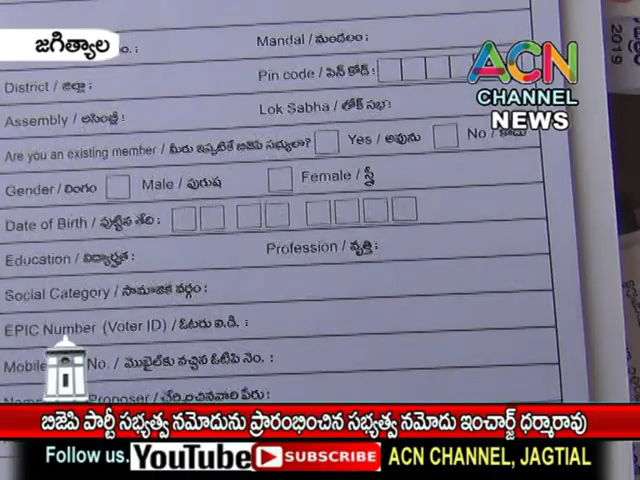 జగిత్యాల
2019
o.:
Mandal / మండలం:
ACN
CHANNEL
NEWS
District / జిల్లా:
Pin code / పిన్ కోడ్:
Assembly / అసెంబ్లీ:
Lok Sabha / లోక్ సభ:
Are you an existing member / మీరు ఇప్పటికే బిజెపి సభ్యులా?
Yes / అవును
No / కాదు
Gender / లింగం
Male / పురుష
Female / స్త్రీ
Date of Birth / పుట్టిన తేది:
Education / విద్యార్హత:
Profession / వృత్తి:
Social Category / సామాజిక వర్గం:
EPIC Number (Voter ID) / ఓటరు ఐ.డి. :
Mobile No. / మొబైల్‌కు వచ్చిన ఓటిపి నెం. :
Proposer / చేర్పించినవారి పేరు:
బిజెపి పార్టీ సభ్యత్వ నమోదును ప్రారంభించిన సభ్యత్వ నమోదు ఇంచార్జ్ ధర్మారావు
Follow us. YouTube SUBSCRIBE ACN CHANNEL, JAGTIAL